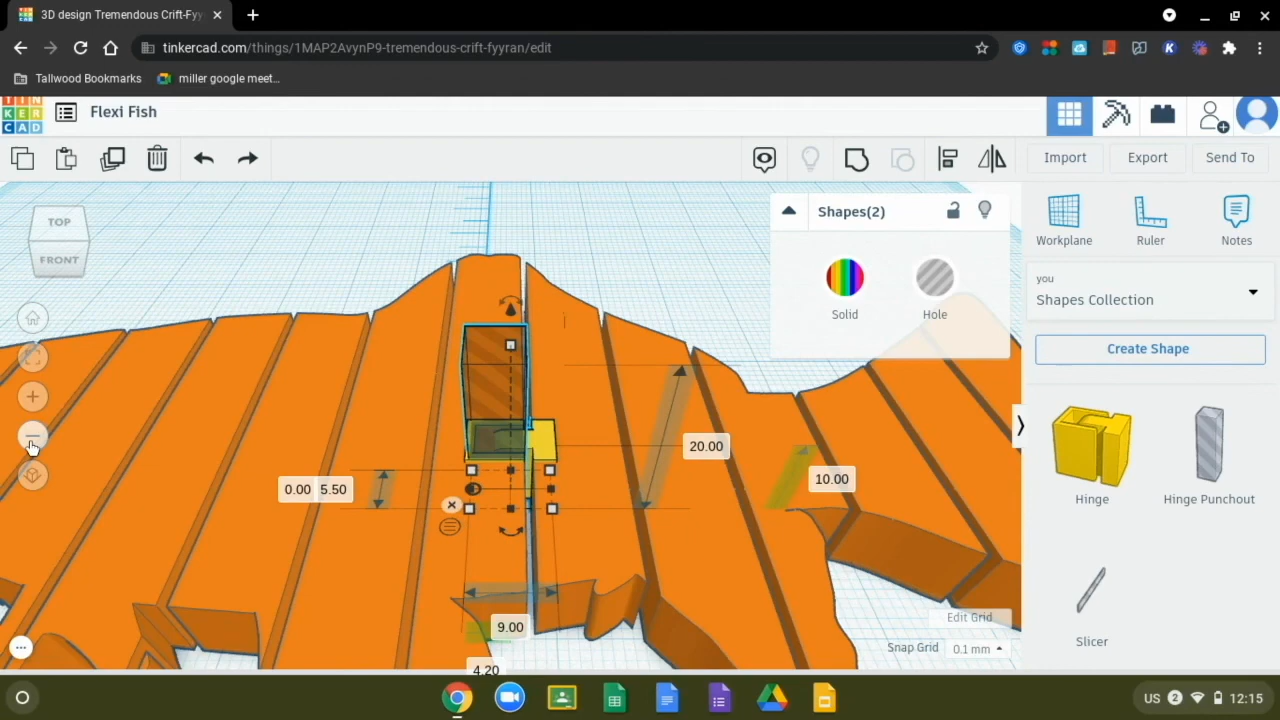 3D design Tremendous Crift-Fyy
tinkercad.com/things/1MAP2AvynP9-tremendous-crift-fyyran/edit
Tallwood Bookmarks
miller google meet…
TIN
KER
CAD
Flexi Fish
Import
Export
Send To
TOP
FRONT
Shapes(2)
Solid
Hole
Workplane
Ruler
Notes
you
Shapes Collection
Create Shape
Hinge
Hinge Punchout
Slicer
20.00
10.00
0.00
5.50
9.00
4.20
Edit Grid
Snap Grid
0.1 mm
US
2
12:15